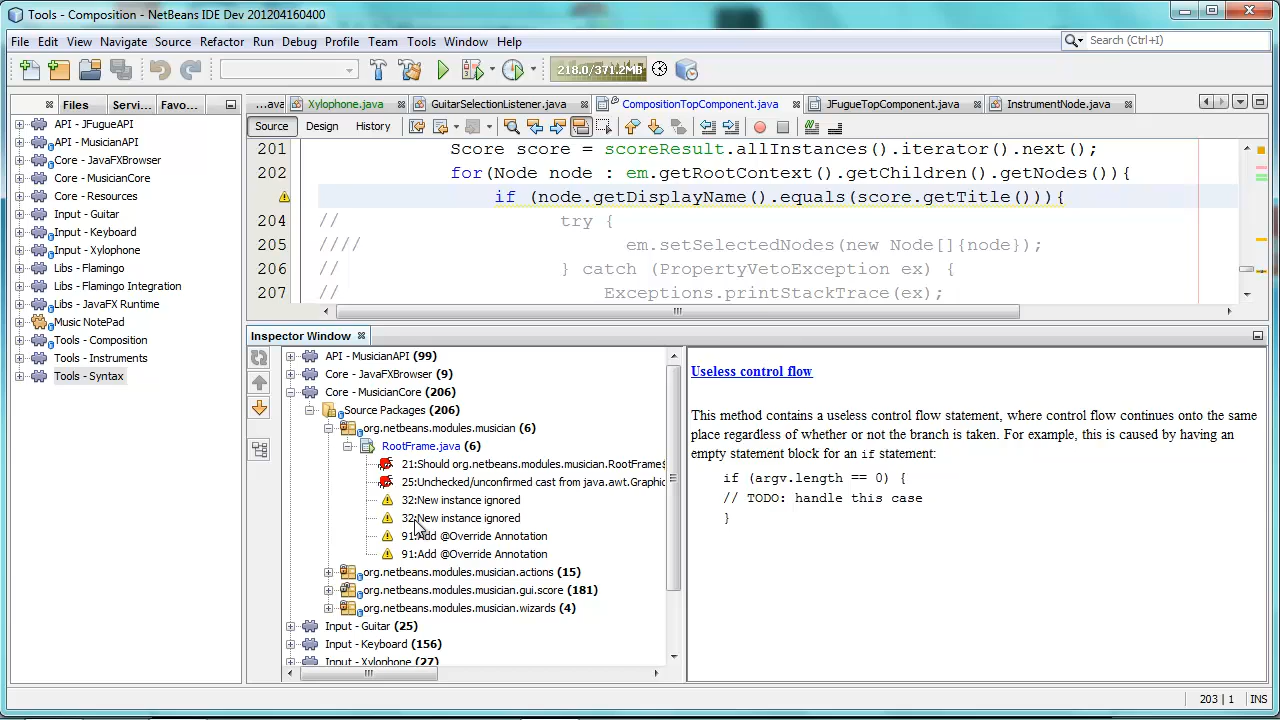 Tools - Composition - NetBeans IDE Dev 201204160400
File Edit View Navigate Source Refactor Run Debug Profile Team Tools Window Help
Search (Ctrl+I)
218.0/371.2MB
Files Servi... Favo...
...ava Xylophone.java GuitarSelectionListener.java CompositionTopComponent.java JFugueTopComponent.java InstrumentNode.java
Source Design History
API - JFugueAPI
API - MusicianAPI
Core - JavaFXBrowser
Core - MusicianCore
Core - Resources
Input - Guitar
Input - Keyboard
Input - Xylophone
Libs - Flamingo
Libs - Flamingo Integration
Libs - JavaFX Runtime
Music NotePad
Tools - Composition
Tools - Instruments
Tools - Syntax
201 Score score = scoreResult.allInstances().iterator().next();
202 for(Node node : em.getRootContext().getChildren().getNodes()){
if (node.getDisplayName().equals(score.getTitle())){
204 // try {
205 //// em.setSelectedNodes(new Node[]{node});
206 // } catch (PropertyVetoException ex) {
207 // Exceptions.printStackTrace(ex);
Inspector Window
API - MusicianAPI (99)
Core - JavaFXBrowser (9)
Core - MusicianCore (206)
Source Packages (206)
org.netbeans.modules.musician (6)
RootFrame.java (6)
21:Should org.netbeans.modules.musician.RootFrame$
25:Unchecked/unconfirmed cast from java.awt.Graphic
32:New instance ignored
32:New instance ignored
91:Add @Override Annotation
91:Add @Override Annotation
org.netbeans.modules.musician.actions (15)
org.netbeans.modules.musician.gui.score (181)
org.netbeans.modules.musician.wizards (4)
Input - Guitar (25)
Input - Keyboard (156)
Input - Xylophone (27)
Useless control flow
This method contains a useless control flow statement, where control flow continues onto the
same place regardless of whether or not the branch is taken. For example, this is caused by having an
empty statement block for an if statement:
if (argv.length == 0) {
// TODO: handle this case
}
203 | 1 INS